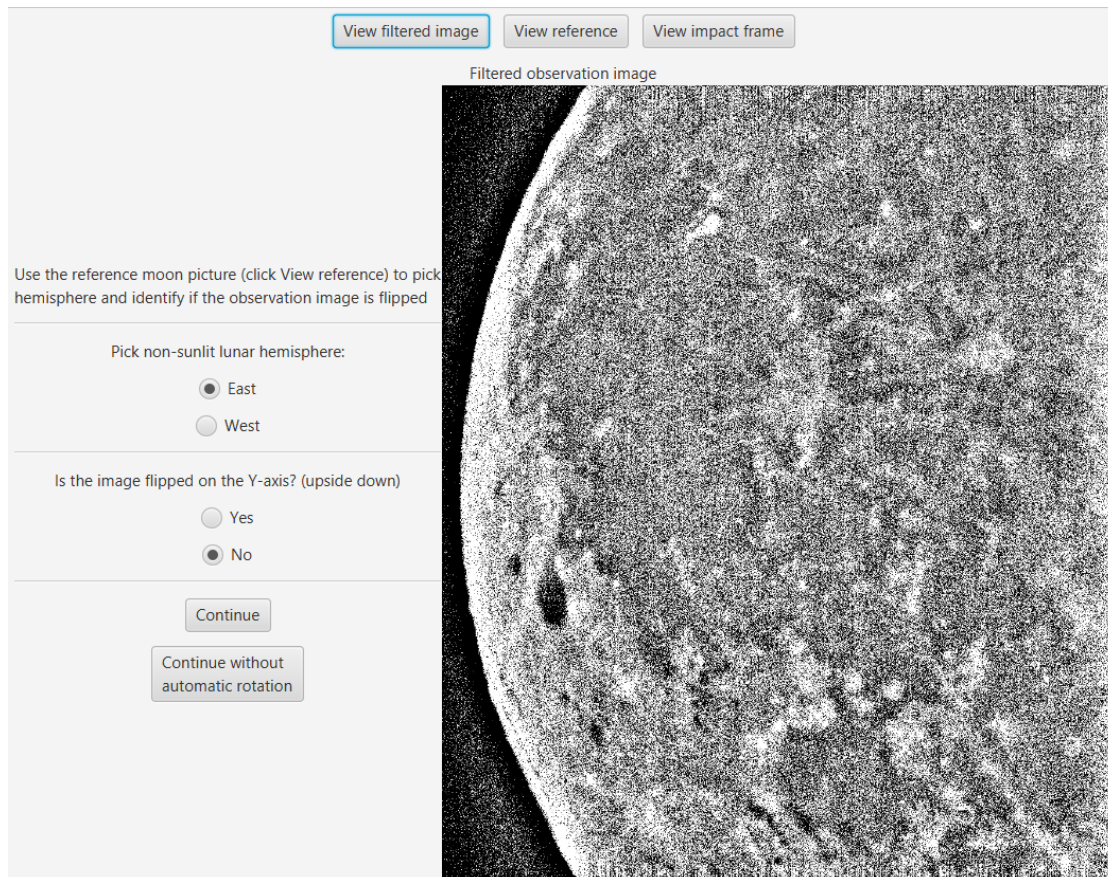 View filtered image
View reference
View impact frame
Filtered observation image
Use the reference moon picture (click View reference) to pick
hemisphere and identify if the observation image is flipped
Pick non-sunlit lunar hemisphere:
East
West
Is the image flipped on the Y-axis? (upside down)
Yes
No
Continue
Continue without
automatic rotation